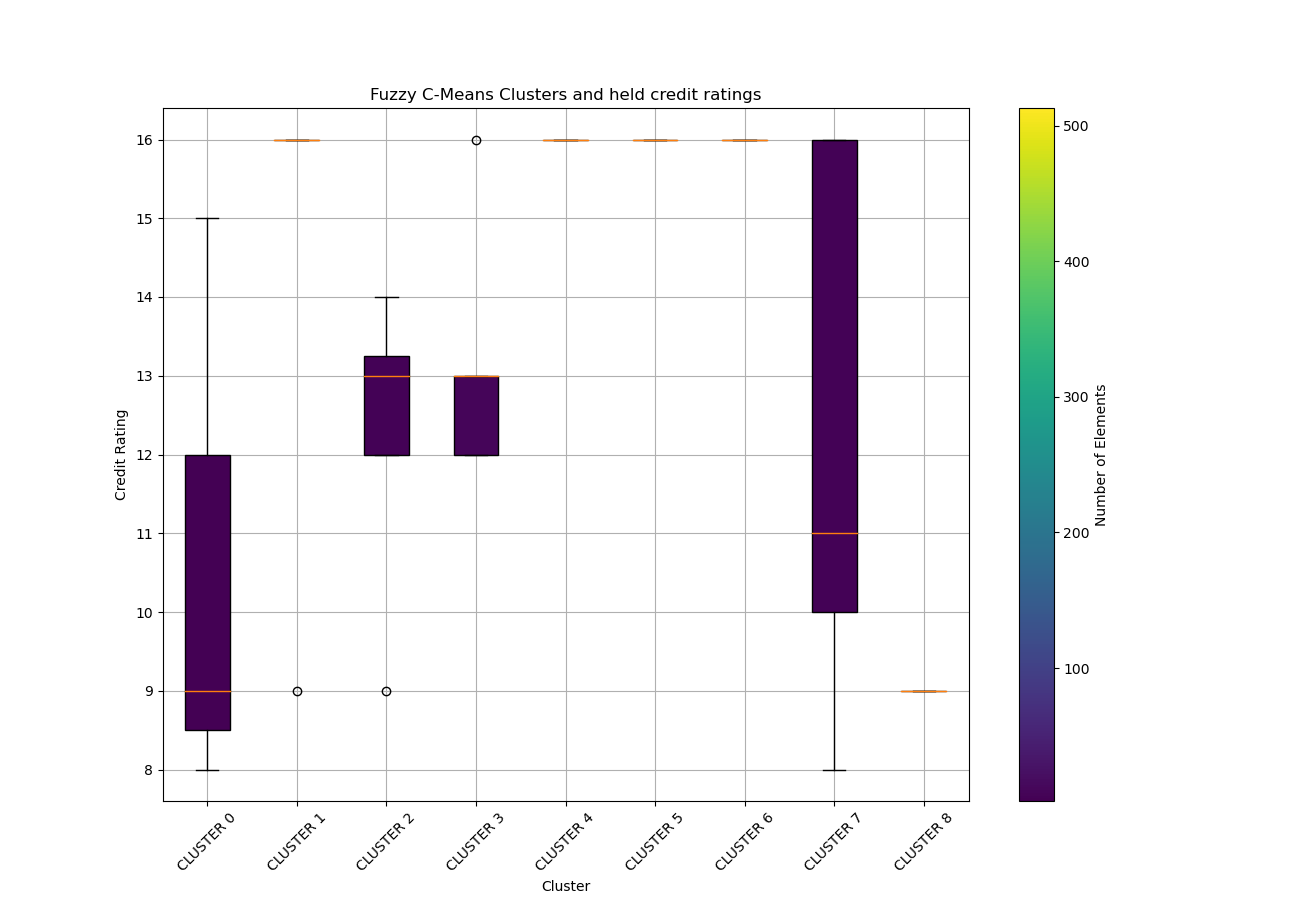 Fuzzy C-Means Clusters and held credit ratings
16
15
14
13
12
11
10
9
8
Credit Rating
CLUSTER 0
CLUSTER 1
CLUSTER 2
CLUSTER 3
CLUSTER 4
CLUSTER 5
CLUSTER 6
CLUSTER 7
CLUSTER 8
Cluster
500
400
300
200
100
Number of Elements